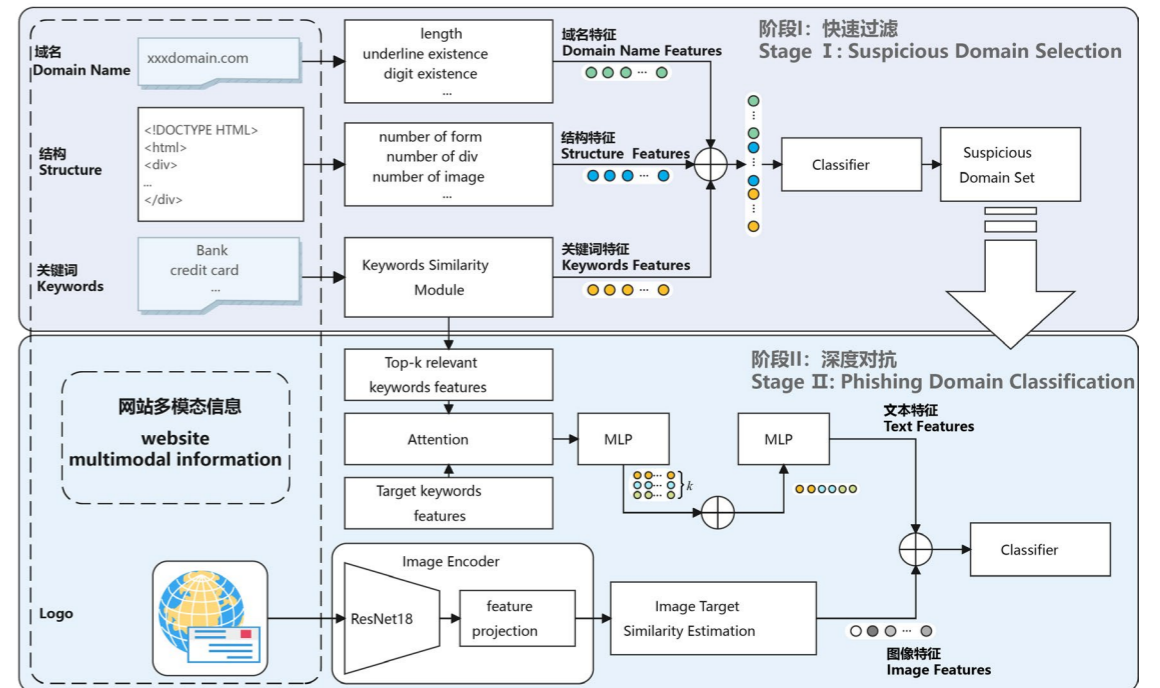 阶段I：快速过滤
Stage Ⅰ: Suspicious Domain Selection
域名
Domain Name
xxxdomain.com
length
underline existence
digit existence
...
域名特征
Domain Name Features
...
结构
Structure
<!DOCTYPE HTML>
<html>
<div>
...
</div>
number of form
number of div
number of image
...
结构特征
Structure Features
...
关键词
Keywords
Bank
credit card
...
Keywords Similarity
Module
关键词特征
Keywords Features
...
...
...
...
Classifier
Suspicious
Domain Set
阶段II：深度对抗
Stage Ⅱ: Phishing Domain Classification
网站多模态信息
website
multimodal information
Top-k relevant
keywords features
Attention
Target keywords
features
MLP
...
...
...
k
MLP
文本特征
Text Features
Classifier
Logo
Image Encoder
ResNet18
feature
projection
Image Target
Similarity Estimation
...
图像特征
Image Features